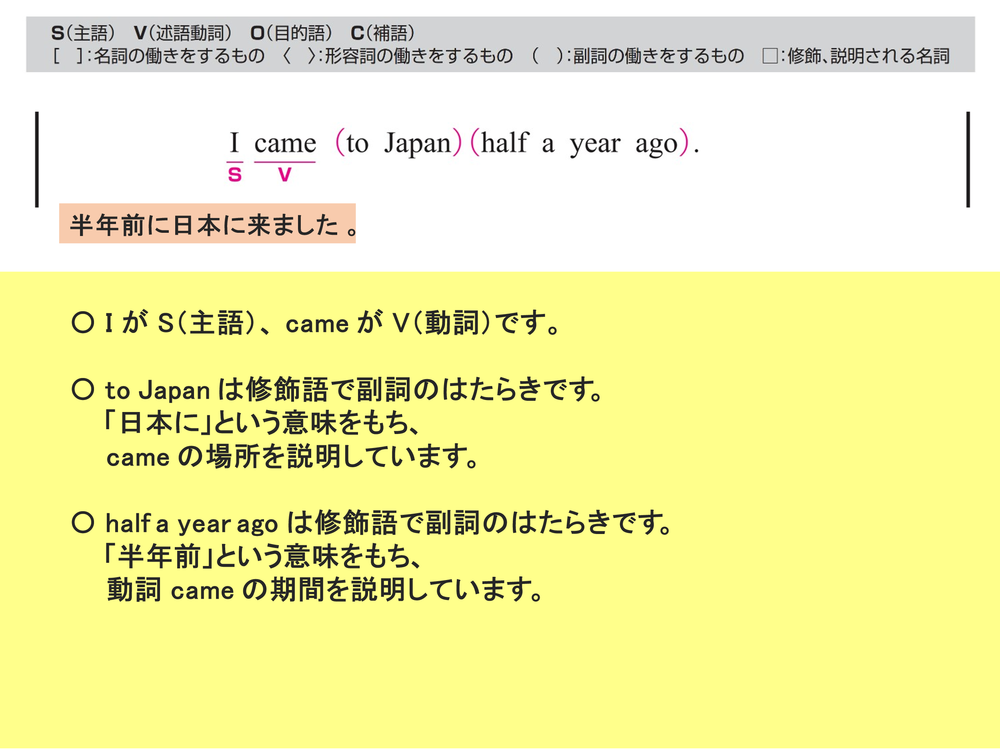 S（主語）　V（述語動詞）　O（目的語）　C（補語）
［　］：名詞の働きをするもの　〈　〉：形容詞の働きをするもの　（　）：副詞の働きをするもの　□：修飾、説明される名詞
I came (to Japan)(half a year ago).
S V
半年前に日本に来ました 。
〇 I が S（主語）、 came が V（動詞）です。
〇 to Japan は修飾語で副詞のはたらきです。
「日本に」という意味をもち、
came の場所を説明しています。
〇 half a year ago は修飾語で副詞のはたらきです。
「半年前」という意味をもち、
動詞 came の期間を説明しています。